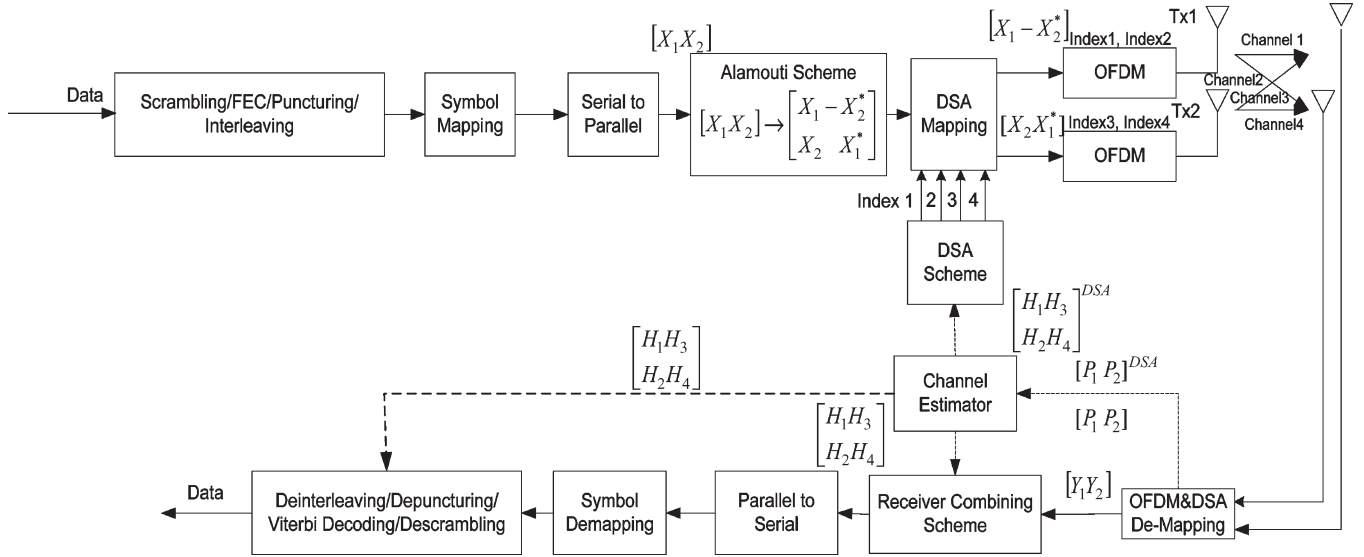 Data
Scrambling/FEC/Puncturing/
Interleaving
Symbol
Mapping
Serial to
Parallel
[X₁X₂]
Alamouti Scheme
[X₁X₂] → [X₁ − X₂*
X₂ X₁*]
DSA
Mapping
[X₁ − X₂*]
Index1, Index2
OFDM
Tx1
[X₂X₁*]
Index3, Index4
OFDM
Tx2
Channel 1
Channel2
Channel3
Channel4
Index 1 2 3 4
DSA
Scheme
[H₁H₃
H₂H₄]ᴰˢᴬ
[H₁H₃
H₂H₄]
Channel
Estimator
[P₁ P₂]ᴰˢᴬ
[P₁ P₂]
[H₁H₃
H₂H₄]
Data
Deinterleaving/Depuncturing/
Viterbi Decoding/Descrambling
Symbol
Demapping
Parallel to
Serial
Receiver Combining
Scheme
[Y₁Y₂]
OFDM&DSA
De-Mapping